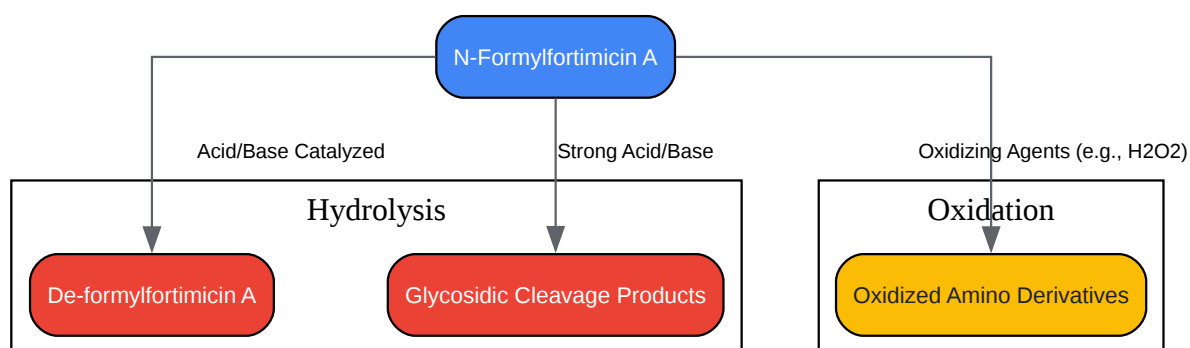 N-Formylfortimicin A
Acid/Base Catalyzed
Strong Acid/Base
Oxidizing Agents (e.g., H2O2)
Hydrolysis
Oxidation
De-formylfortimicin A
Glycosidic Cleavage Products
Oxidized Amino Derivatives